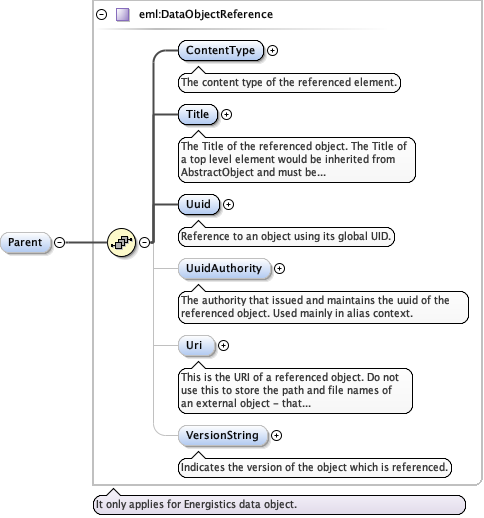 eml:DataObjectReference
ContentType
The content type of the referenced element.
Title
The Title of the referenced object. The Title of
a top level element would be inherited from
AbstractObject and must be...
Uuid
Reference to an object using its global UID.
Parent
UuidAuthority
The authority that issued and maintains the uuid of the
referenced object. Used mainly in alias context.
Uri
This is the URI of a referenced object. Do not
use this to store the path and file names of
an external object - that...
VersionString
Indicates the version of the object which is referenced.
It only applies for Energistics data object.